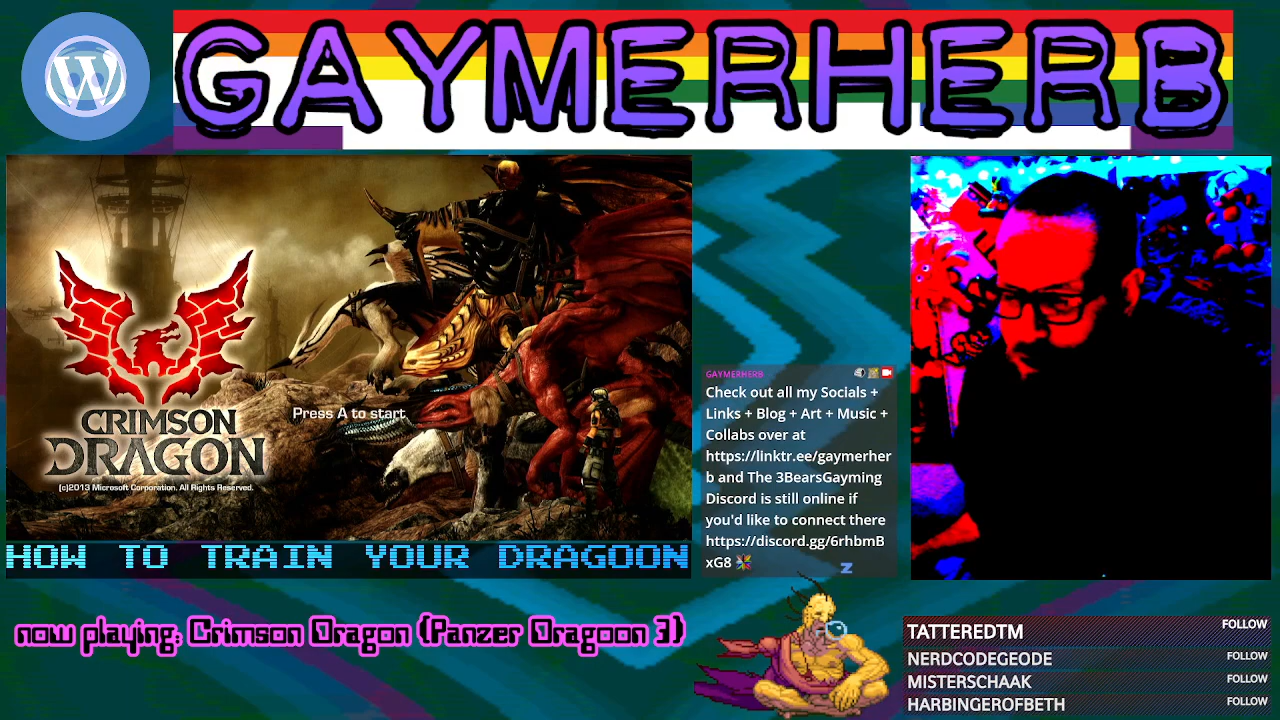 W
GAYMERHERB
CRIMSON
DRAGON
(c)2013 Microsoft Corporation. All Rights Reserved.
Press A to start
HOW TO TRAIN YOUR DRAGOON
GAYMERHERB
Check out all my Socials +
Links + Blog + Art + Music +
Collabs over at
https://linktr.ee/gaymerher
b and The 3BearsGayming
Discord is still online if
you'd like to connect there
https://discord.gg/6rhbmB
xG8
z
now playing: Crimson Dragon (Panzer Dragoon 3)
TATTEREDTM FOLLOW
NERDCODEGEODE FOLLOW
MISTERSCHAAK FOLLOW
HARBINGEROFBETH FOLLOW